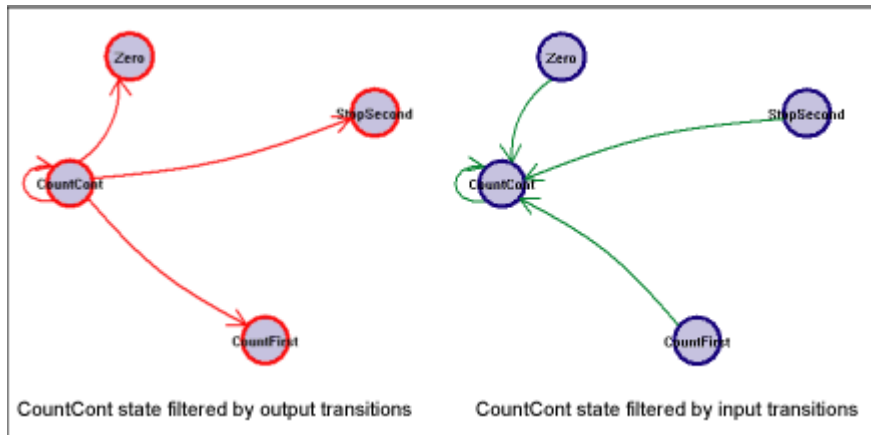 Zero
StopSecond
CountCont
CountFirst
CountCont state filtered by output transitions
Zero
StopSecond
CountCont
CountFirst
CountCont state filtered by input transitions